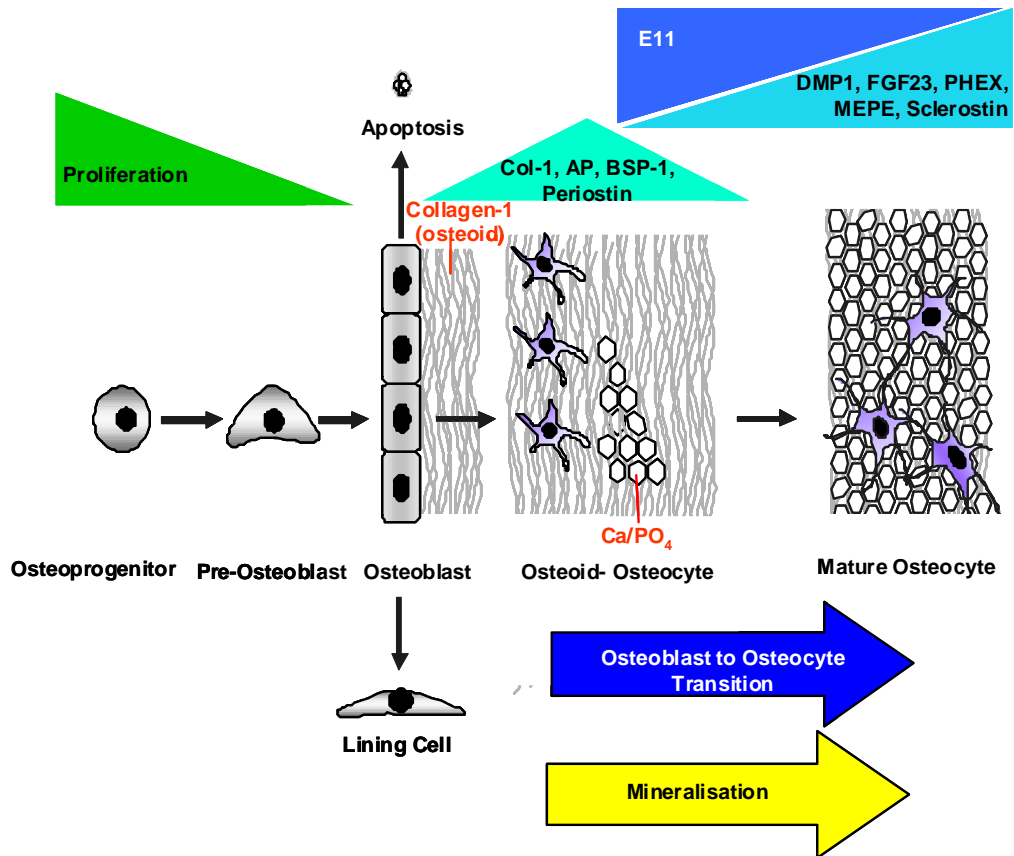 E11
DMP1, FGF23, PHEX,
MEPE, Sclerostin
Apoptosis
Proliferation
Col-1, AP, BSP-1,
Periostin
Collagen-1
(osteoid)
Ca/PO4
Osteoprogenitor
Pre-Osteoblast
Osteoblast
Osteoid- Osteocyte
Mature Osteocyte
Osteoblast to Osteocyte
Transition
Lining Cell
Mineralisation